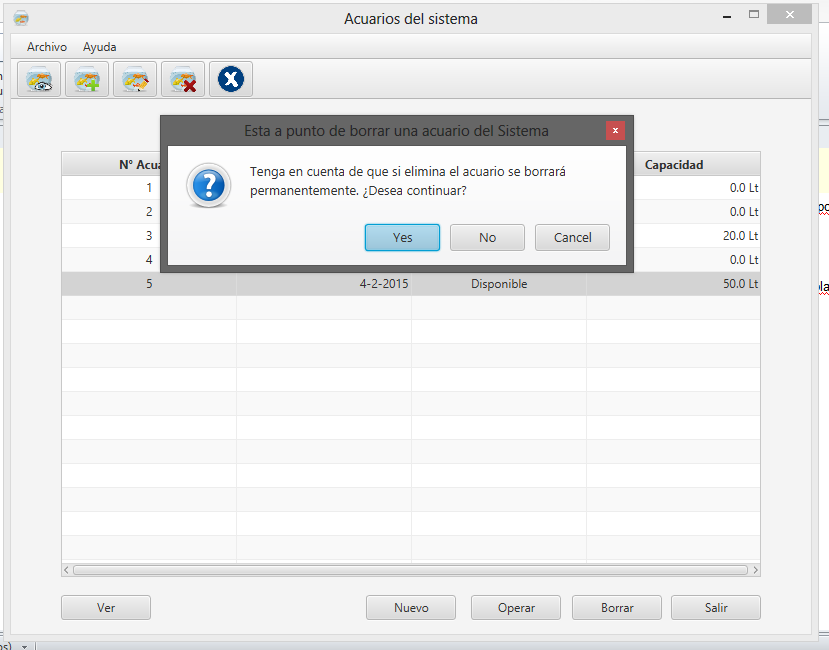 Acuarios del sistema
Archivo Ayuda
Esta a punto de borrar una acuario del Sistema
Tenga en cuenta de que si elimina el acuario se borrará
permanentemente. ¿Desea continuar?
Yes No Cancel
N° Acua Capacidad
1 0.0 Lt
2 0.0 Lt
3 20.0 Lt
4 0.0 Lt
5 4-2-2015 Disponible 50.0 Lt
Ver Nuevo Operar Borrar Salir